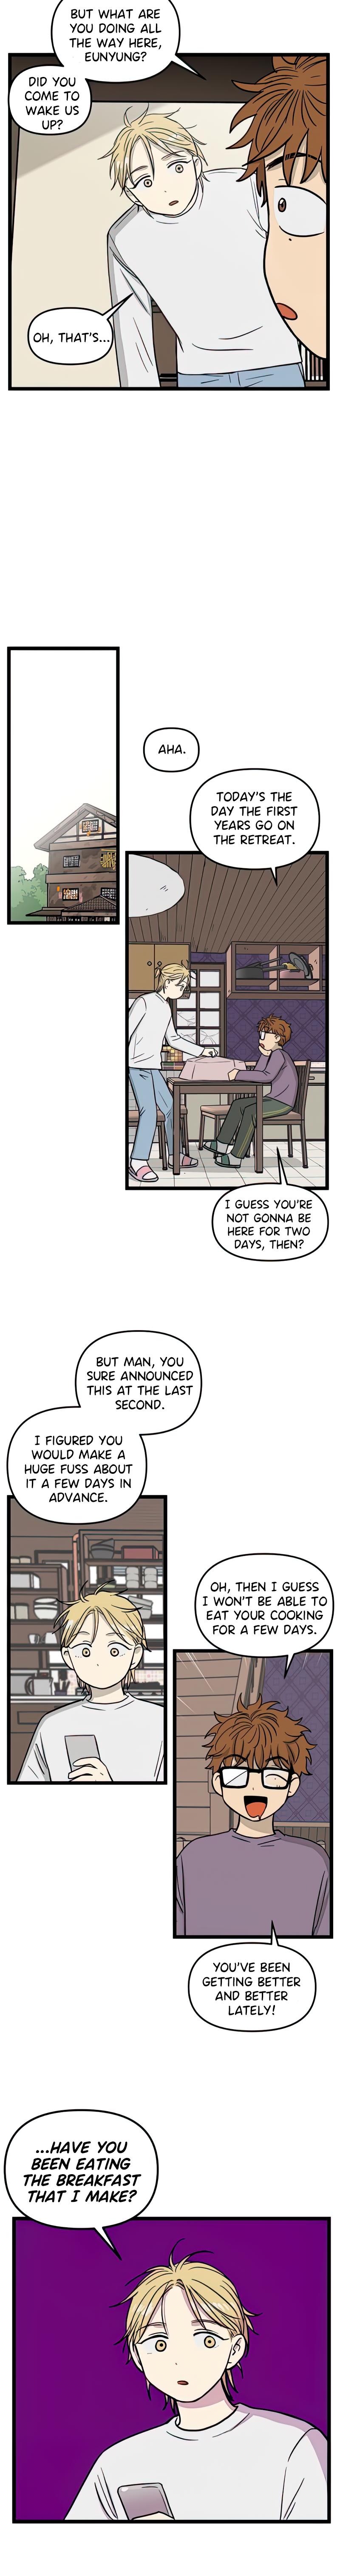 BUT WHAT ARE
YOU DOING ALL
THE WAY HERE,
EUNYUNG?
DID YOU
COME TO
WAKE US
UP?
OH, THAT'S...
AHA.
TODAY'S THE
DAY THE FIRST
YEARS GO ON
THE RETREAT.
I GUESS YOU'RE
NOT GONNA BE
HERE FOR TWO
DAYS, THEN?
BUT MAN, YOU
SURE ANNOUNCED
THIS AT THE LAST
SECOND.
I FIGURED YOU
WOULD MAKE A
HUGE FUSS ABOUT
IT A FEW DAYS IN
ADVANCE.
OH, THEN I GUESS
I WON'T BE ABLE TO
EAT YOUR COOKING
FOR A FEW DAYS.
YOU'VE BEEN
GETTING BETTER
AND BETTER
LATELY!
...HAVE YOU
BEEN EATING
THE BREAKFAST
THAT I MAKE?